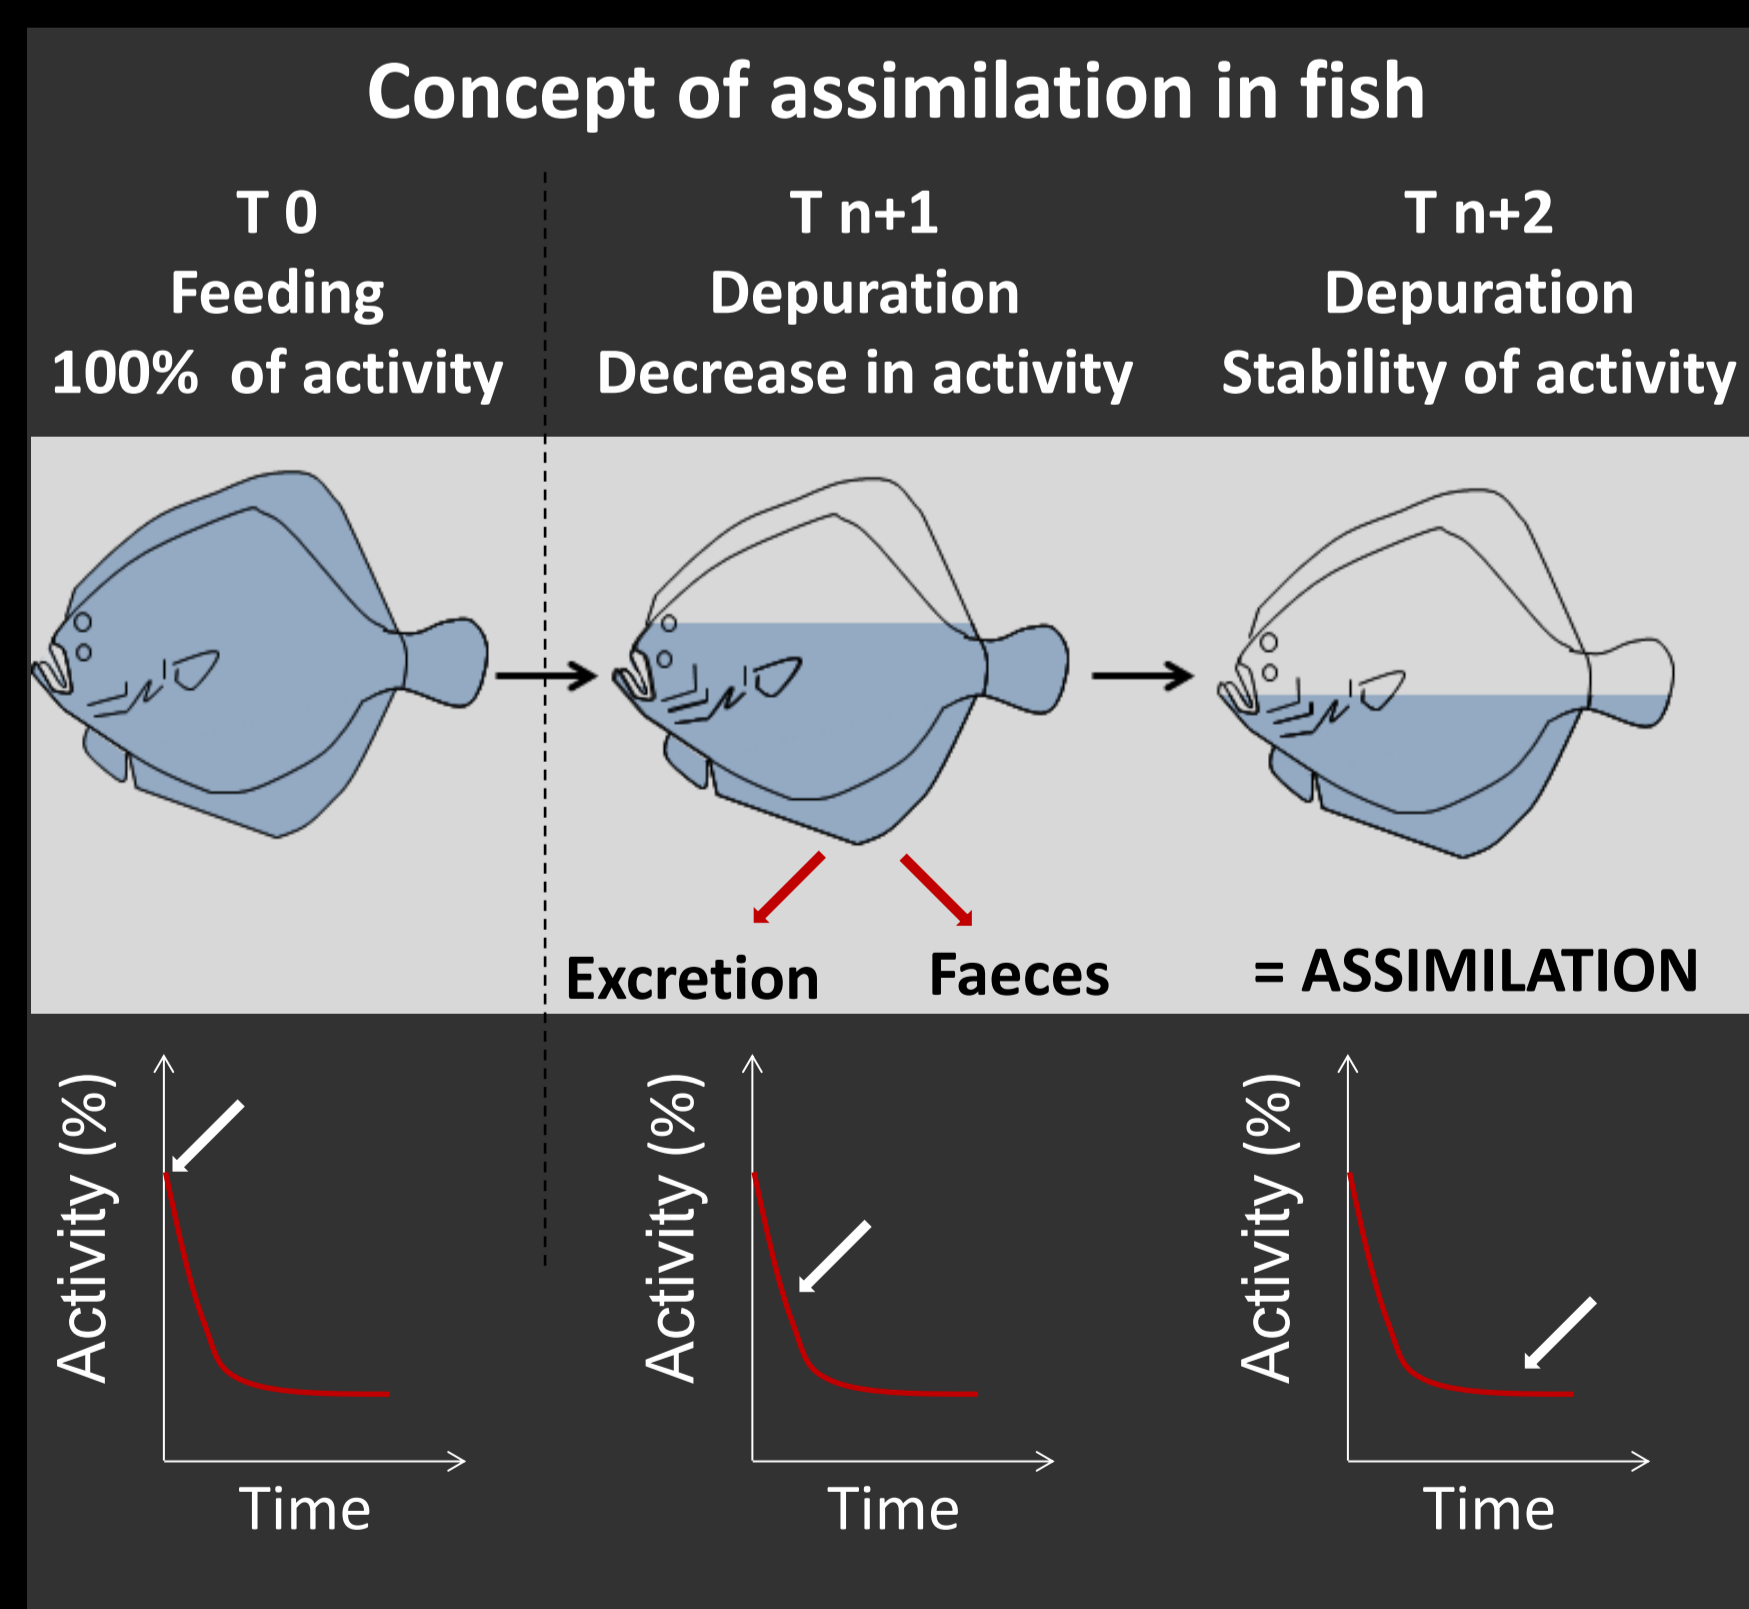 Concept of assimilation in fish
T 0
Feeding
100% of activity
T n+1
Depuration
Decrease in activity
T n+2
Depuration
Stability of activity
Excretion
Faeces
= ASSIMILATION
Activity (%)
Time
Activity (%)
Time
Activity (%)
Time